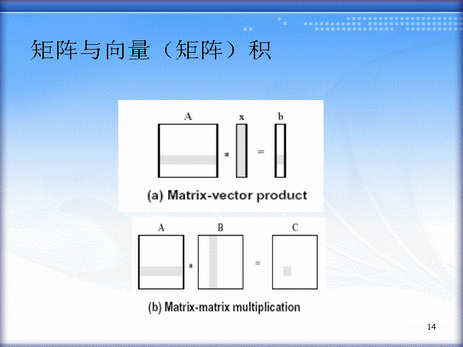 矩阵与向量（矩阵）积
A x b
* =
(a) Matrix-vector product
A B C
* =
(b) Matrix-matrix multiplication
14